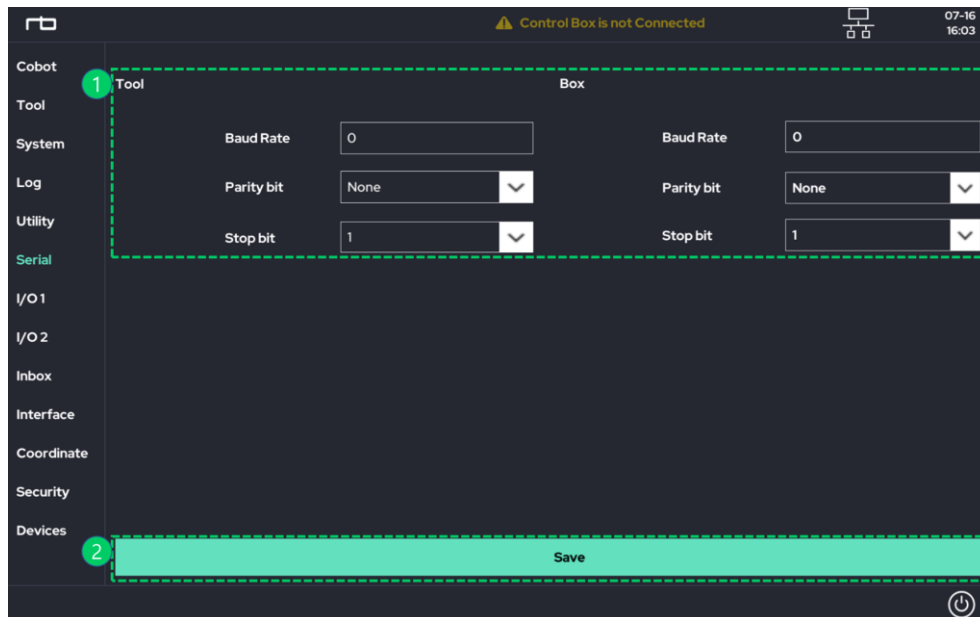 rb
Control Box is not Connected
07-16
16:03
Cobot
Tool
System
Log
Utility
Serial
I/O 1
I/O 2
Inbox
Interface
Coordinate
Security
Devices
1
Tool
Box
Baud Rate
0
Baud Rate
0
Parity bit
None
Parity bit
None
Stop bit
1
Stop bit
1
2
Save